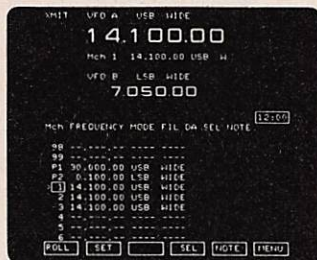 XMIT VFO A USB WIDE
14.100.00
Mch 1 14.100.00 USB W
VFO B LSB WIDE
7.050.00
12:00
Mch FREQUENCY MODE FIL DA SEL NOTE
98 --.---.-- --- ----
99 --.---.-- --- ----
P1 30.000.00 USB WIDE
P2 0.100.00 USB WIDE
1 14.100.00 USB WIDE
2 14.100.00 USB WIDE
3 14.100.00 USB WIDE
4 --.---.-- --- ----
5 --.---.-- --- ----
6 --.---.-- --- ----
ROLL SET SEL NOTE MENU